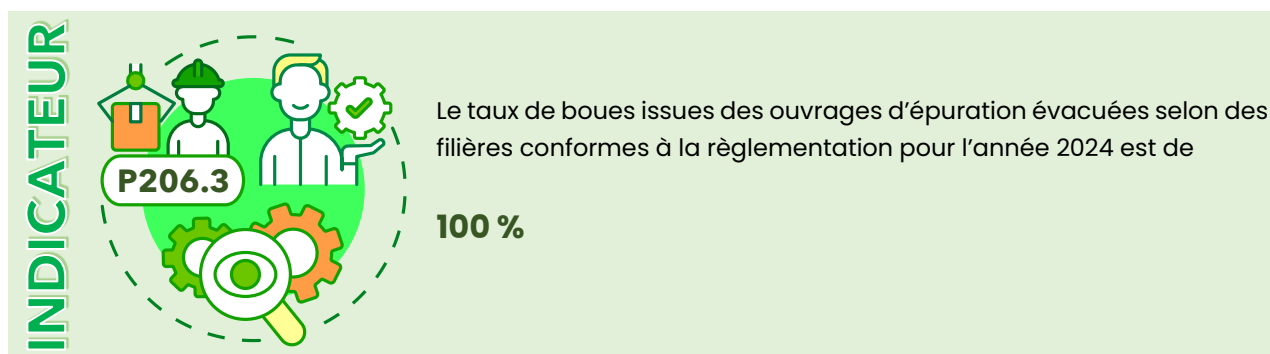 INDICATEUR
P206.3
Le taux de boues issues des ouvrages d’épuration évacuées selon des
filières conformes à la règlementation pour l’année 2024 est de
100 %